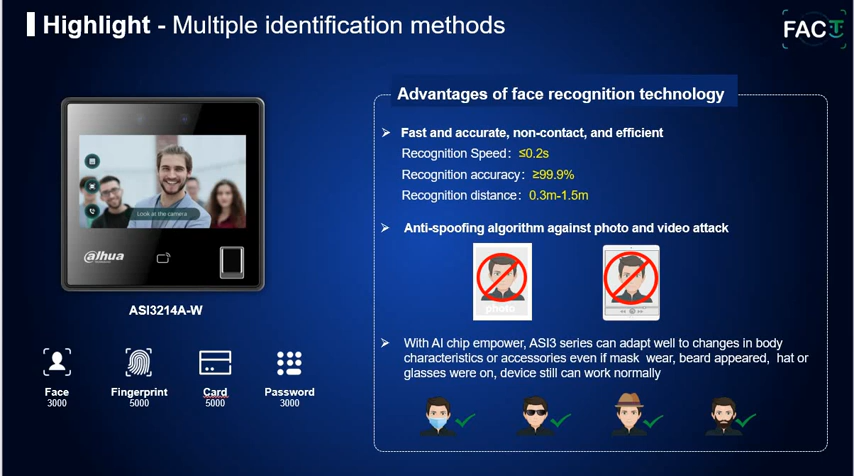 Highlight - Multiple identification methods
FACT
Advantages of face recognition technology
Fast and accurate, non-contact, and efficient
Recognition Speed: ≤0.2s
Recognition accuracy: ≥99.9%
Recognition distance: 0.3m-1.5m
Anti-spoofing algorithm against photo and video attack
photo
With AI chip empower, ASI3 series can adapt well to changes in body
characteristics or accessories even if mask wear, beard appeared, hat or
glasses were on, device still can work normally
Look at the camera
alhua
ASI3214A-W
Face
3000
Fingerprint
5000
Card
5000
Password
3000